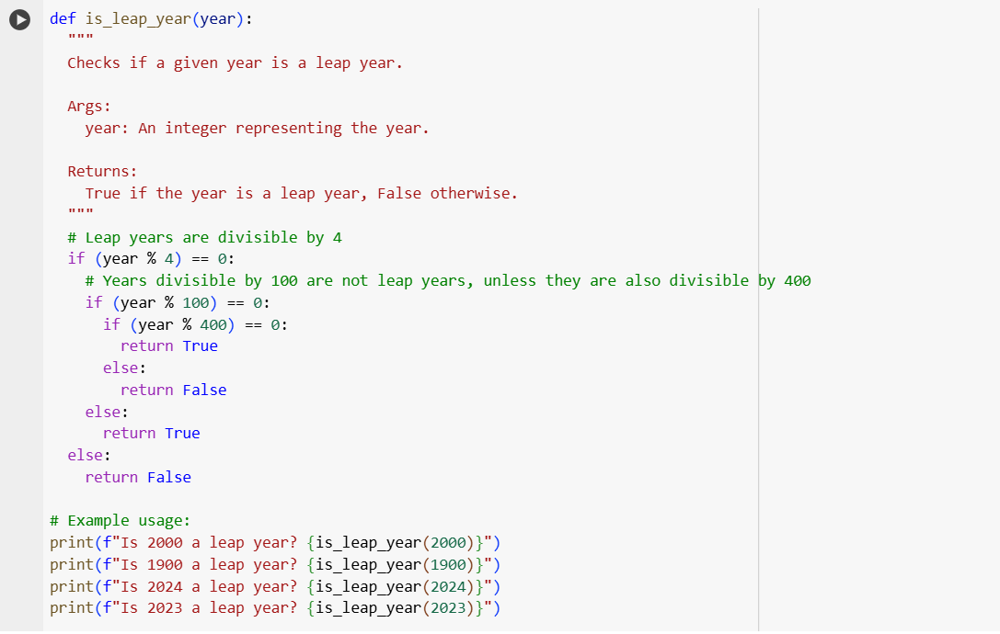 def is_leap_year(year):
  """
  Checks if a given year is a leap year.

  Args:
    year: An integer representing the year.

  Returns:
    True if the year is a leap year, False otherwise.
  """
  # Leap years are divisible by 4
  if (year % 4) == 0:
    # Years divisible by 100 are not leap years, unless they are also divisible by 400
    if (year % 100) == 0:
      if (year % 400) == 0:
        return True
      else:
        return False
    else:
      return True
  else:
    return False

# Example usage:
print(f"Is 2000 a leap year? {is_leap_year(2000)}")
print(f"Is 1900 a leap year? {is_leap_year(1900)}")
print(f"Is 2024 a leap year? {is_leap_year(2024)}")
print(f"Is 2023 a leap year? {is_leap_year(2023)}")